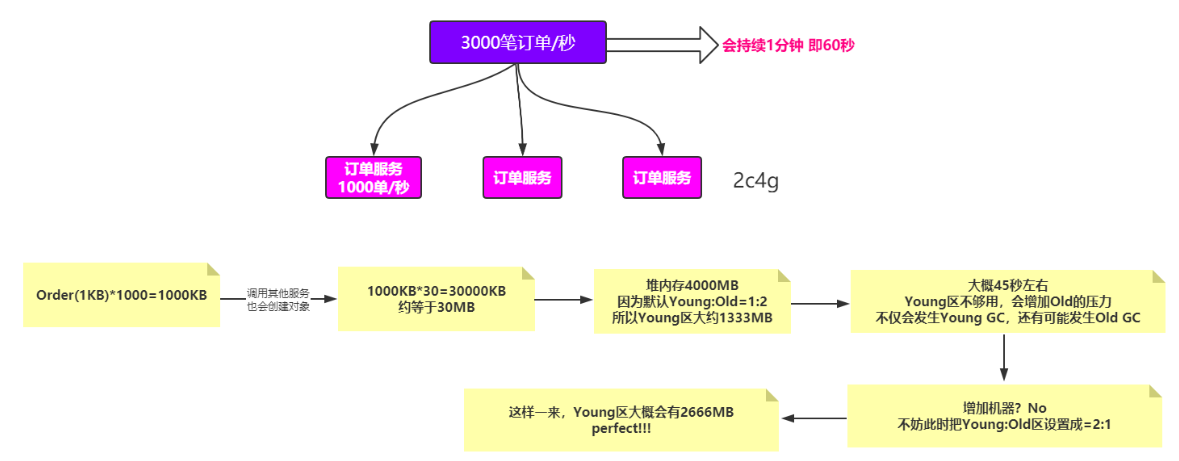 3000笔订单/秒
会持续1分钟 即60秒
订单服务
1000单/秒
订单服务
订单服务
2c4g
Order(1KB)*1000=1000KB
调用其他服务
也会创建对象
1000KB*30=30000KB
约等于30MB
堆内存4000MB
因为默认Young:Old=1:2
所以Young区大约1333MB
大概45秒左右
Young区不够用，会增加Old的压力
不仅会发生Young GC，还有可能发生Old GC
增加机器？No
不妨此时把Young:Old区设置成=2:1
这样一来，Young区大概会有2666MB
perfect!!!